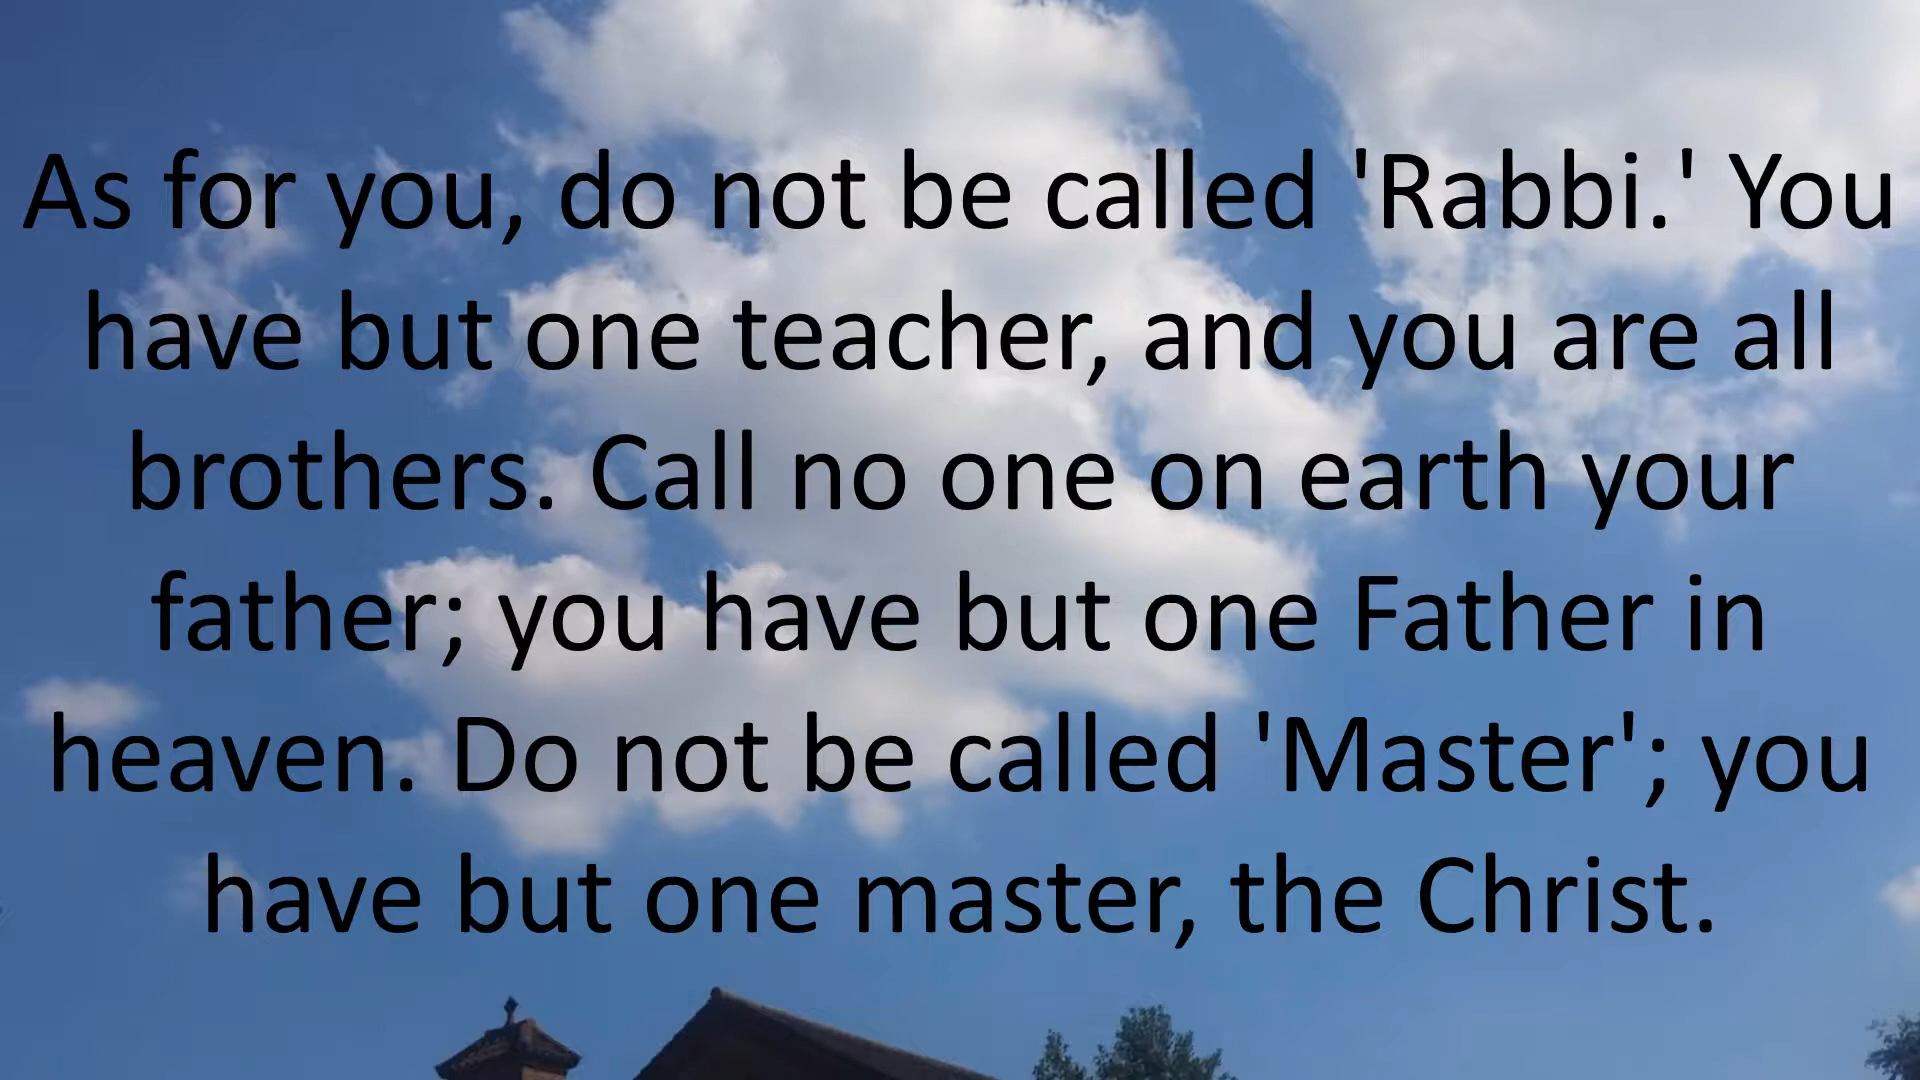 As for you, do not be called 'Rabbi.' You
have but one teacher, and you are all
brothers. Call no one on earth your
father; you have but one Father in
heaven. Do not be called 'Master'; you
have but one master, the Christ.